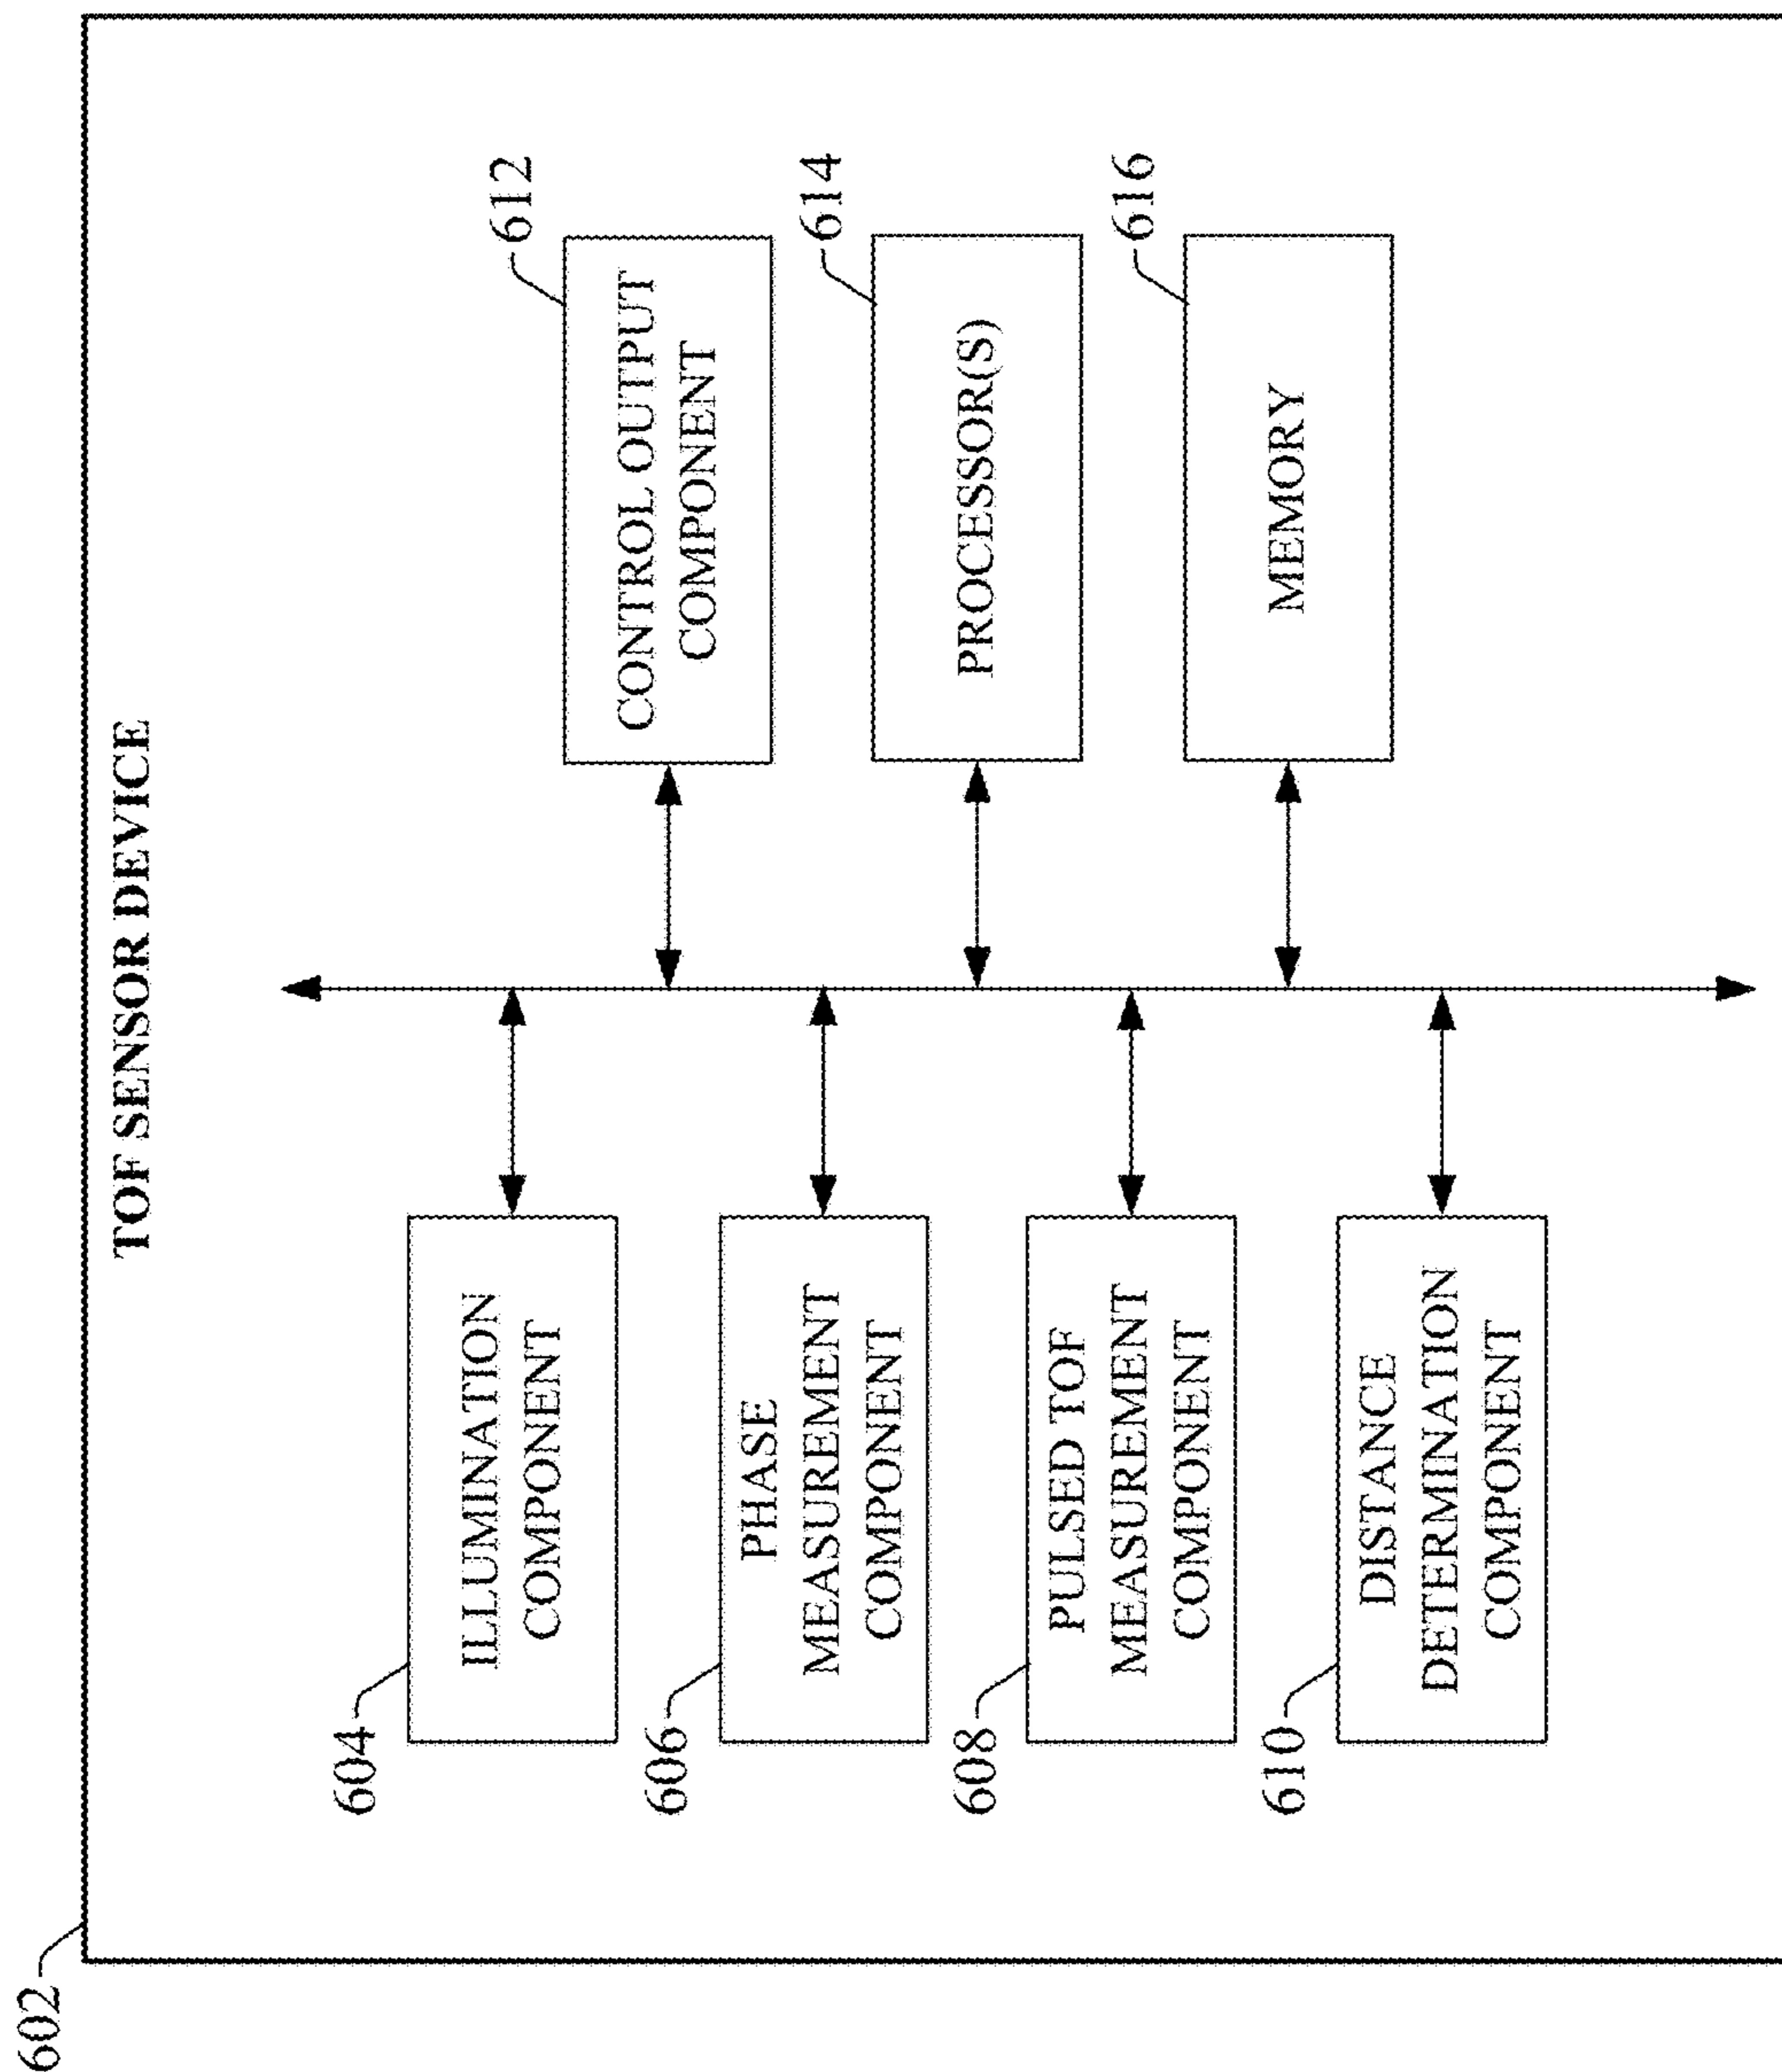 602
TOF SENSOR DEVICE
604
ILLUMINATION
COMPONENT
606
PHASE
MEASUREMENT
COMPONENT
608
PULSED TOF
MEASUREMENT
COMPONENT
610
DISTANCE
DETERMINATION
COMPONENT
612
CONTROL OUTPUT
COMPONENT
614
PROCESSOR(S)
616
MEMORY